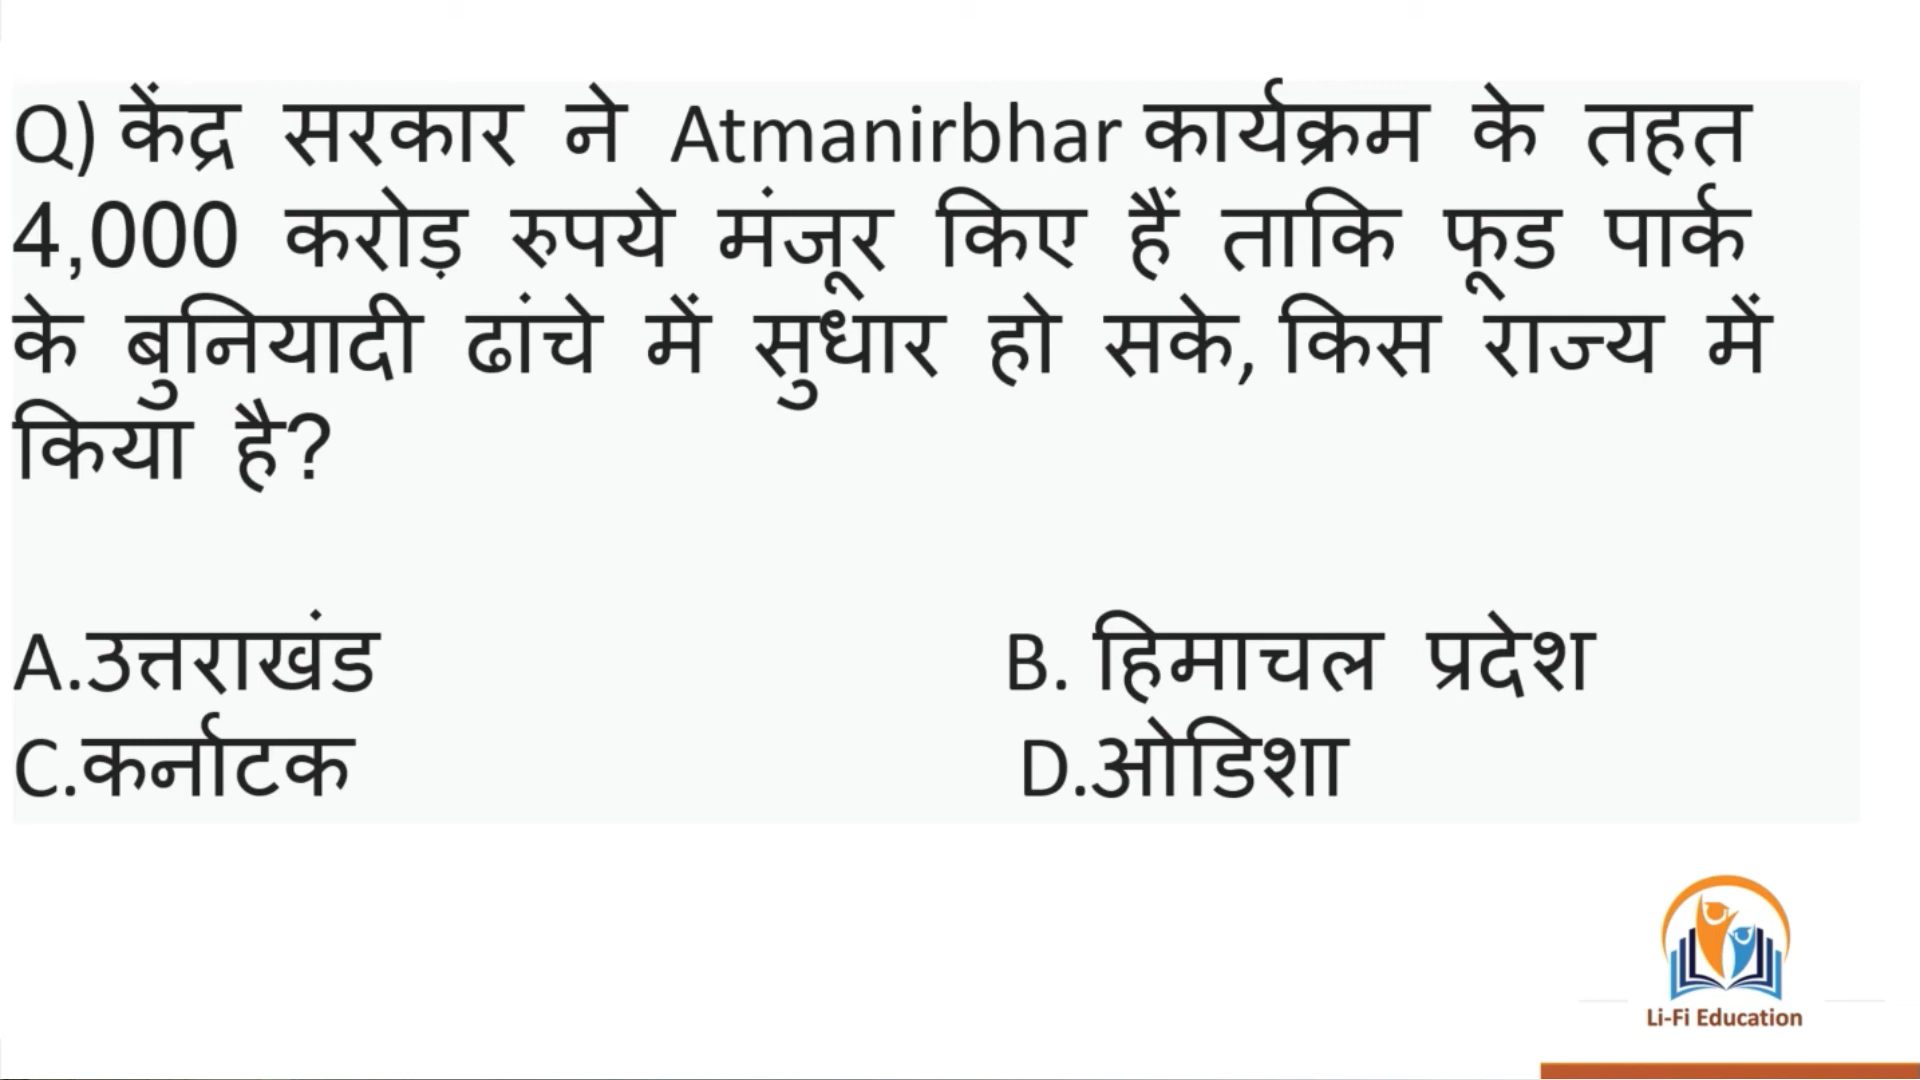 Q) केंद्र सरकार ने Atmanirbhar कार्यक्रम के तहत
4,000 करोड़ रुपये मंजूर किए हैं ताकि फूड पार्क
के बुनियादी ढांचे में सुधार हो सके, किस राज्य में
किया है?
A.उत्तराखंड B. हिमाचल प्रदेश
C.कर्नाटक D.ओडिशा
Li-Fi Education